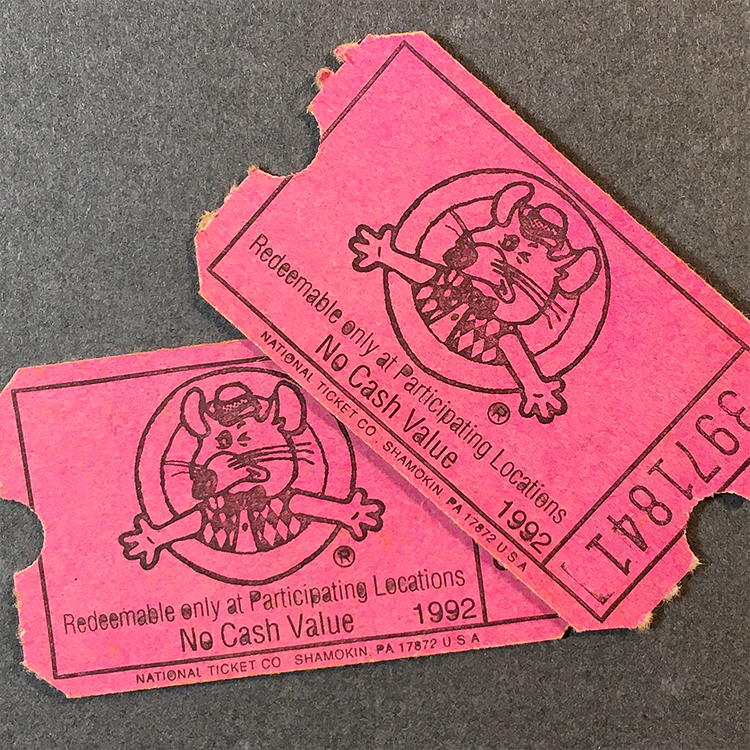 Redeemable only at Participating Locations
No Cash Value 1992
NATIONAL TICKET CO. SHAMOKIN, PA 17872 U S A
3971841
®
Redeemable only at Participating Locations
No Cash Value 1992
NATIONAL TICKET CO SHAMOKIN, PA 17872 U S A
®